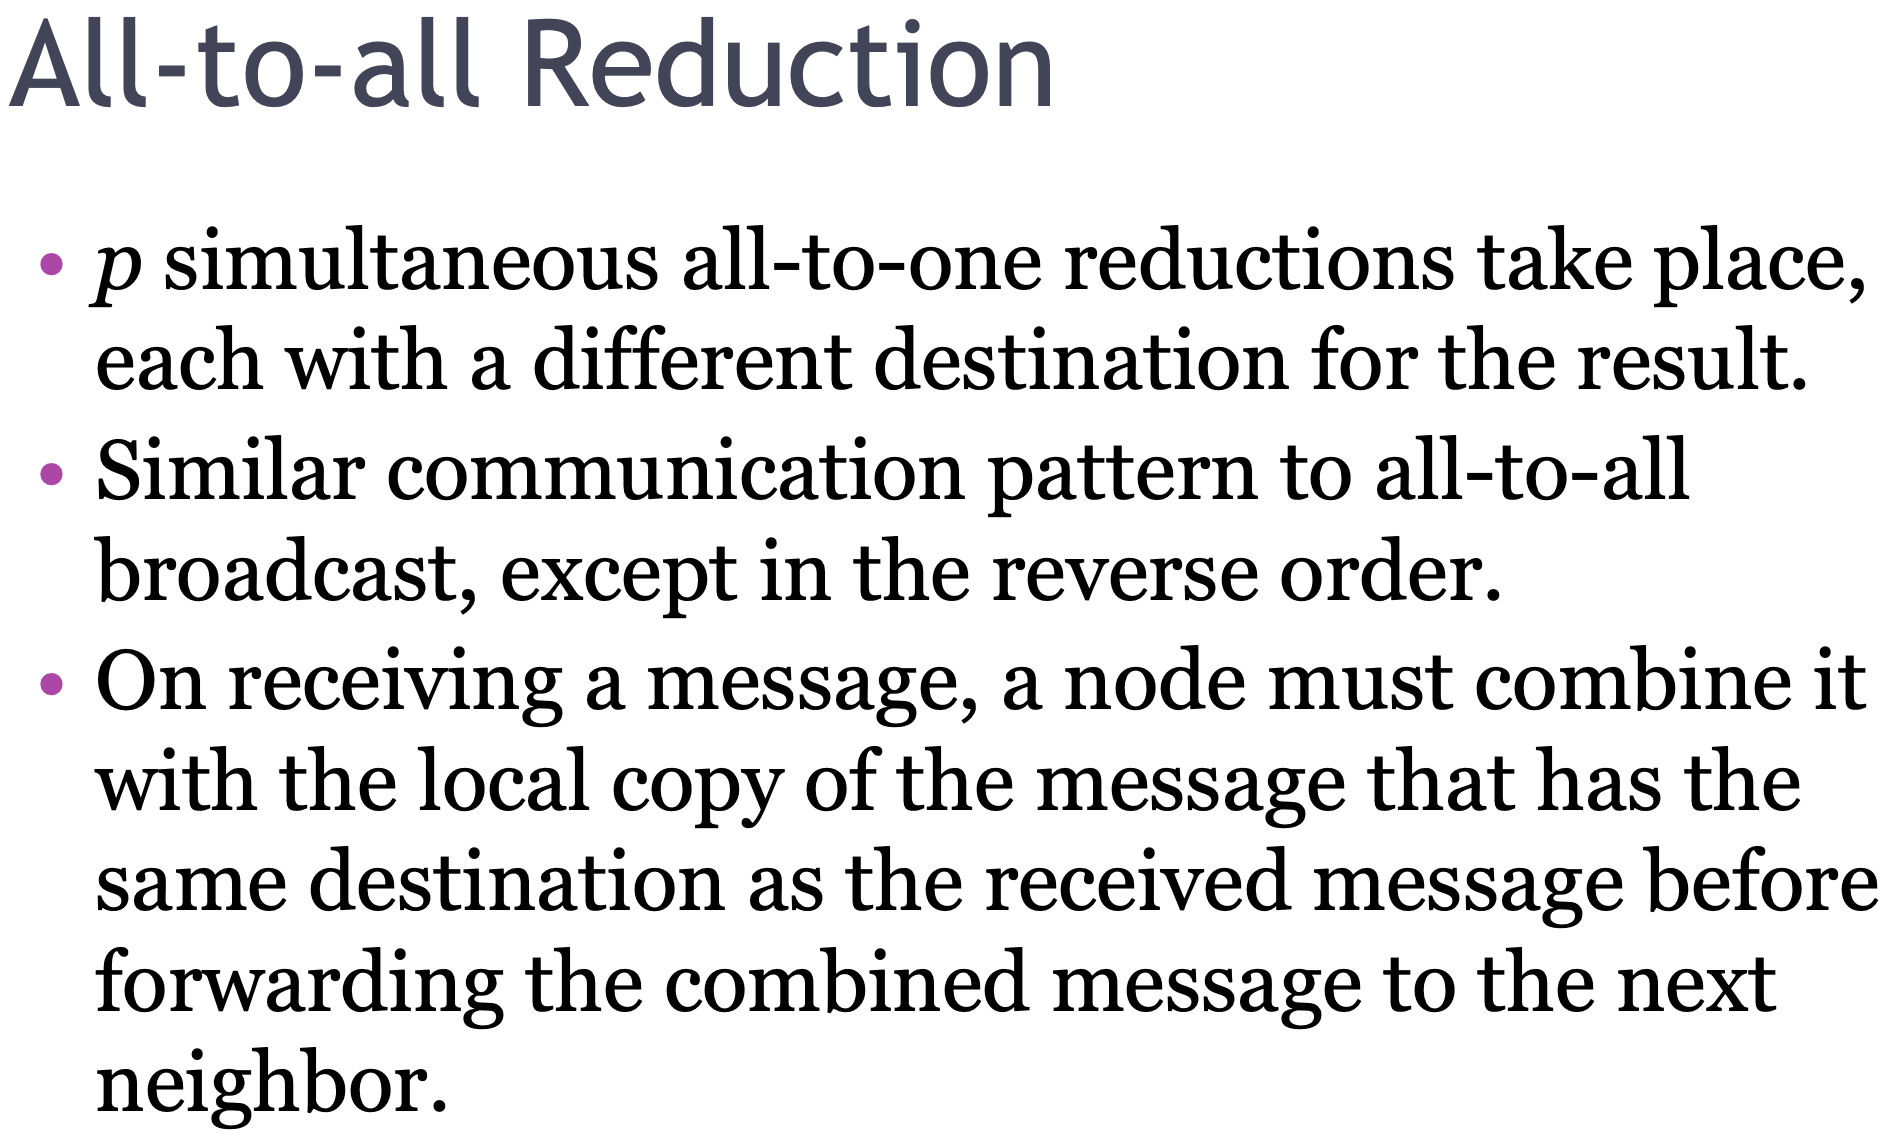 All-to-all Reduction
• p simultaneous all-to-one reductions take place,
each with a different destination for the result.
• Similar communication pattern to all-to-all
broadcast, except in the reverse order.
• On receiving a message, a node must combine it
with the local copy of the message that has the
same destination as the received message before
forwarding the combined message to the next
neighbor.